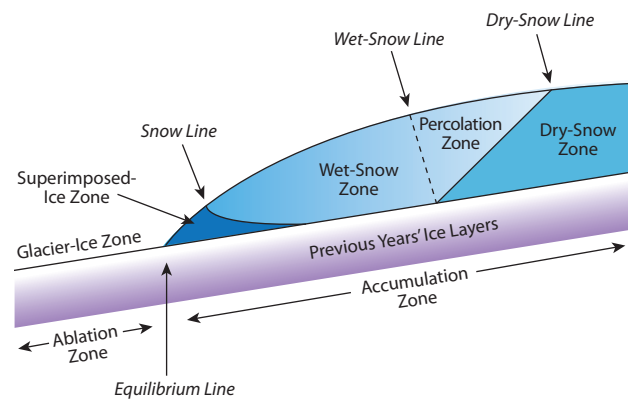 Dry-Snow Line
Wet-Snow Line
Snow Line
Percolation
Zone
Dry-Snow
Zone
Wet-Snow
Zone
Superimposed-
Ice Zone
Glacier-Ice Zone
Previous Years' Ice Layers
Accumulation
Zone
Ablation
Zone
Equilibrium Line